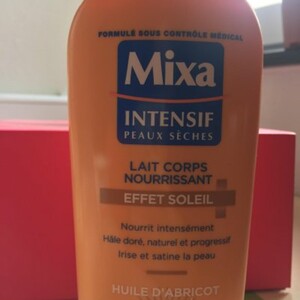 FORMULÉ SOUS CONTRÔLE MÉDICAL
Mixa
INTENSIF
PEAUX SÈCHES
LAIT CORPS
NOURRISSANT
EFFET SOLEIL
Nourrit intensément
Hâle doré, naturel et progressif
Irise et satine la peau
HUILE D'ABRICOT